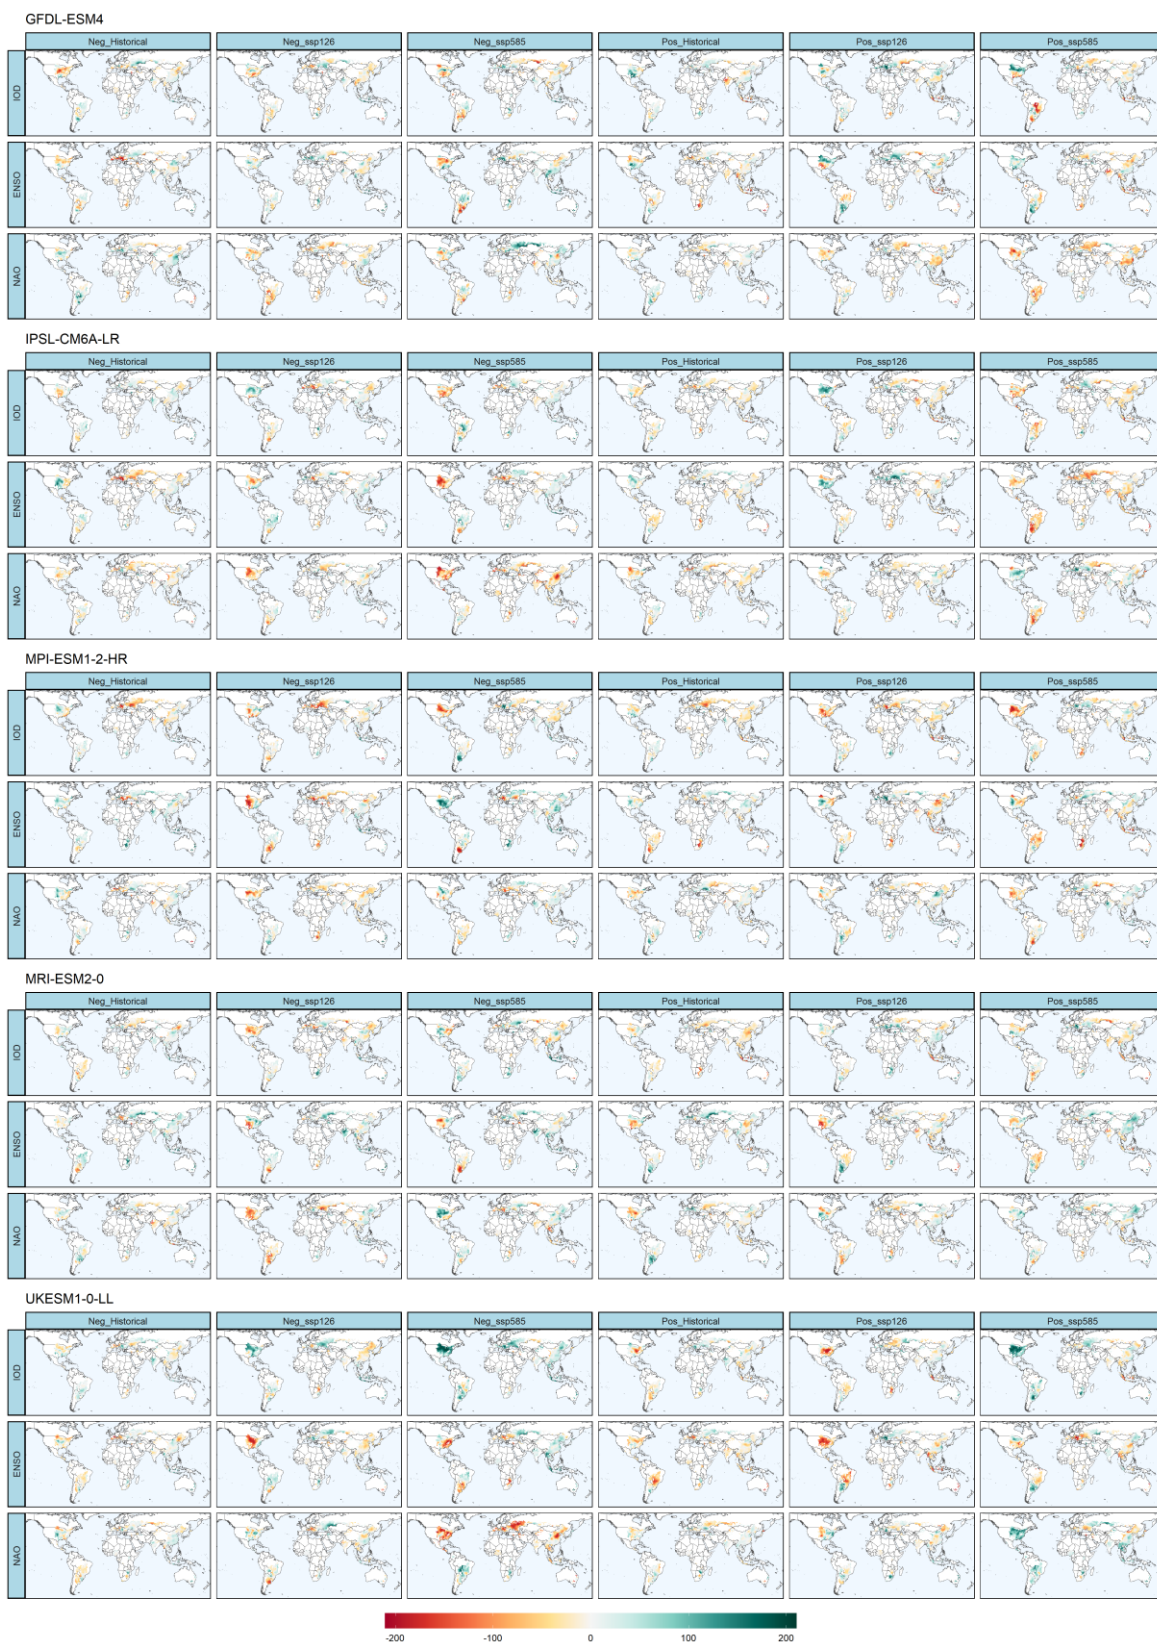 GFDL-ESM4
Neg_Historical Neg_ssp126 Neg_ssp585 Pos_Historical Pos_ssp126 Pos_ssp585
IOD
ENSO
NAO
IPSL-CM6A-LR
Neg_Historical Neg_ssp126 Neg_ssp585 Pos_Historical Pos_ssp126 Pos_ssp585
IOD
ENSO
NAO
MPI-ESM1-2-HR
Neg_Historical Neg_ssp126 Neg_ssp585 Pos_Historical Pos_ssp126 Pos_ssp585
IOD
ENSO
NAO
MRI-ESM2-0
Neg_Historical Neg_ssp126 Neg_ssp585 Pos_Historical Pos_ssp126 Pos_ssp585
IOD
ENSO
NAO
UKESM1-0-LL
Neg_Historical Neg_ssp126 Neg_ssp585 Pos_Historical Pos_ssp126 Pos_ssp585
IOD
ENSO
NAO
-200 -100 0 100 200